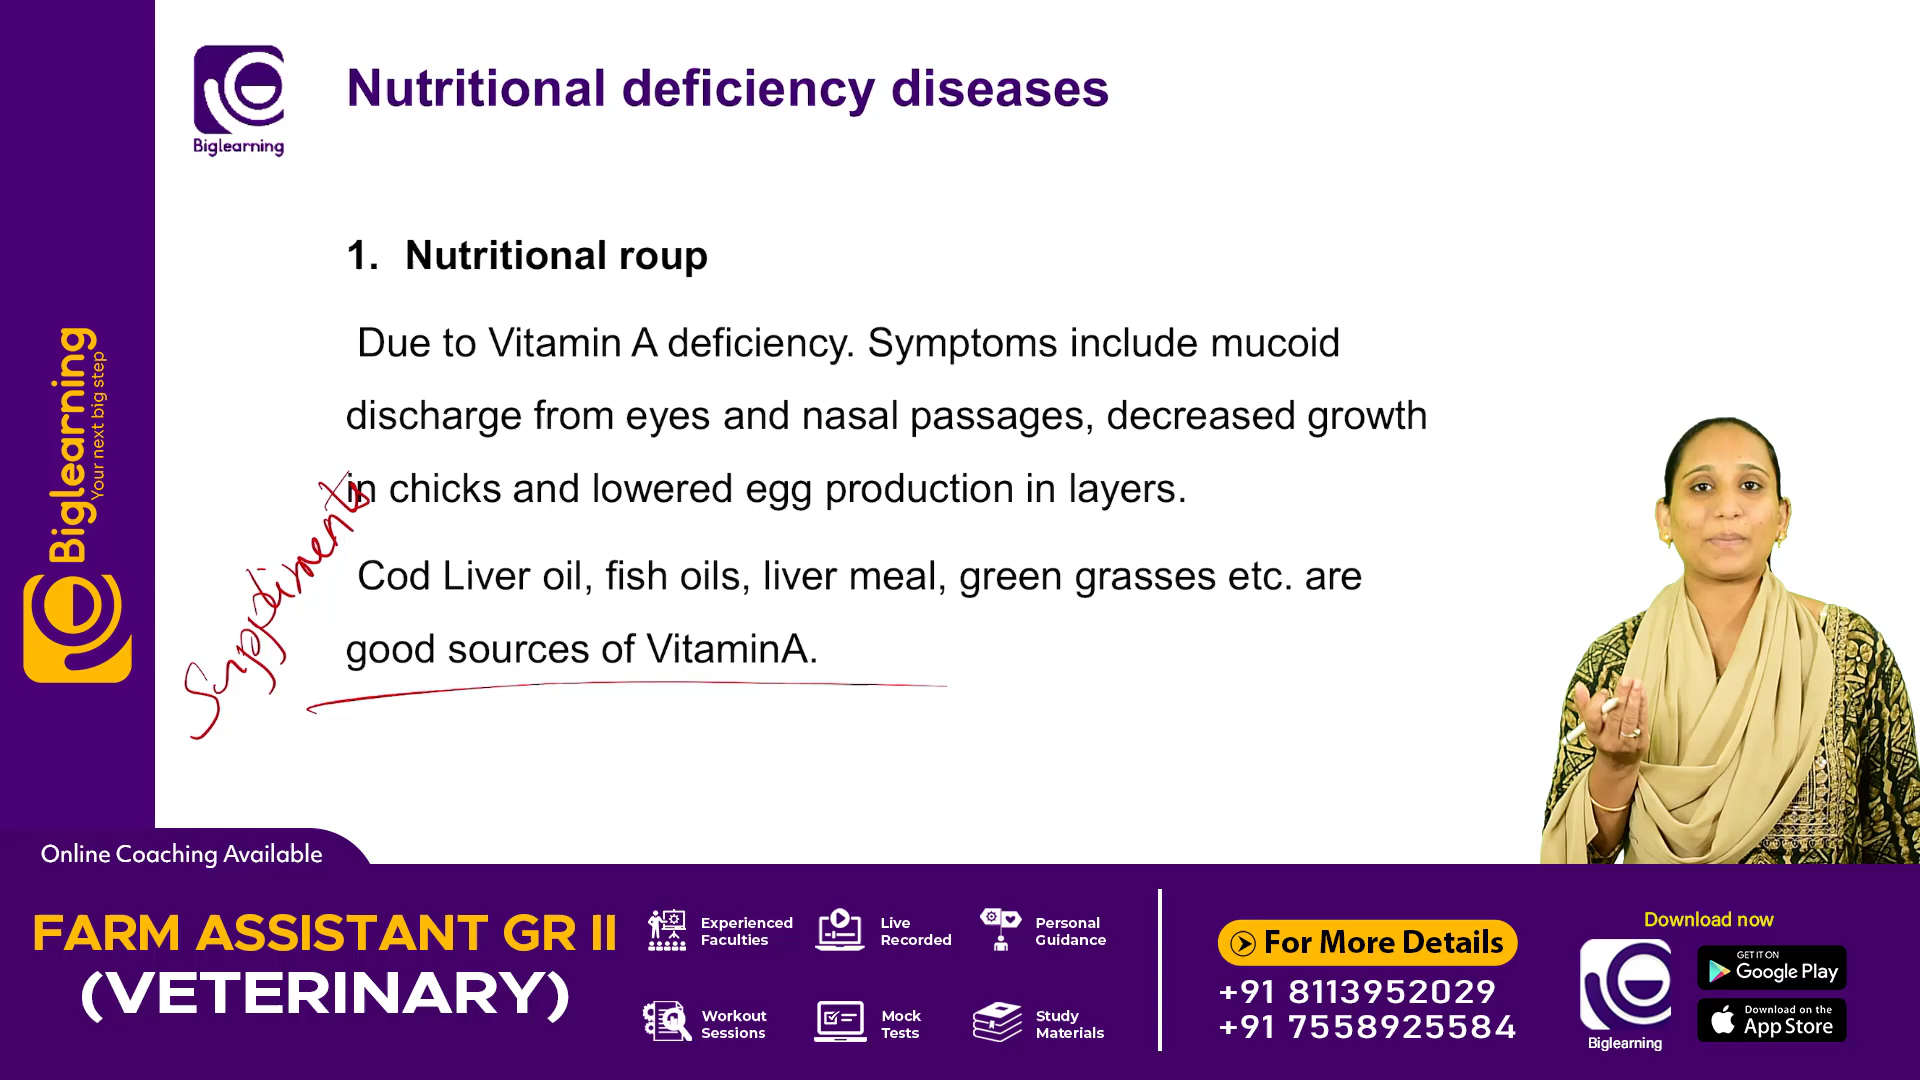 Biglearning
Nutritional deficiency diseases
1. Nutritional roup
Due to Vitamin A deficiency. Symptoms include mucoid
discharge from eyes and nasal passages, decreased growth
in chicks and lowered egg production in layers.
Cod Liver oil, fish oils, liver meal, green grasses etc. are
good sources of VitaminA.
Biglearning
Your next big step
Online Coaching Available
FARM ASSISTANT GR II
(VETERINARY)
Experienced
Faculties
Live
Recorded
Personal
Guidance
Workout
Sessions
Mock
Tests
Study
Materials
For More Details
+91 8113952029
+91 7558925584
Download now
Biglearning
GET IT ON
Google Play
Download on the
App Store